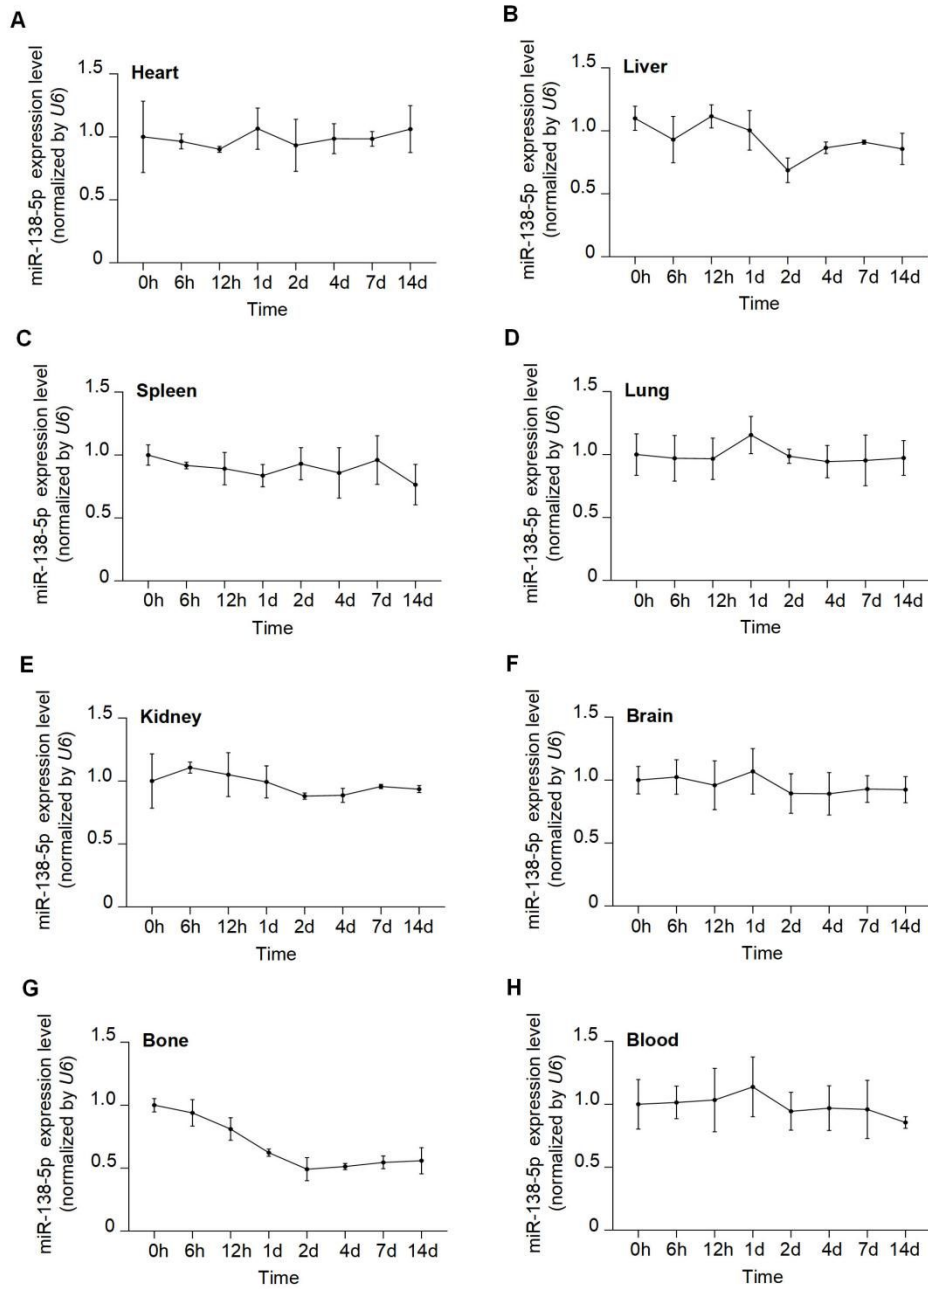 A
Heart
miR-138-5p expression level
(normalized by U6)
1.5
1.0
0.5
0
0h 6h 12h 1d 2d 4d 7d 14d
Time
B
Liver
miR-138-5p expression level
(normalized by U6)
1.5
1.0
0.5
0
0h 6h 12h 1d 2d 4d 7d 14d
Time
C
Spleen
miR-138-5p expression level
(normalized by U6)
1.5
1.0
0.5
0
0h 6h 12h 1d 2d 4d 7d 14d
Time
D
Lung
miR-138-5p expression level
(normalized by U6)
1.5
1.0
0.5
0
0h 6h 12h 1d 2d 4d 7d 14d
Time
E
Kidney
miR-138-5p expression level
(normalized by U6)
1.5
1.0
0.5
0
0h 6h 12h 1d 2d 4d 7d 14d
Time
F
Brain
miR-138-5p expression level
(normalized by U6)
1.5
1.0
0.5
0
0h 6h 12h 1d 2d 4d 7d 14d
Time
G
Bone
miR-138-5p expression level
(normalized by U6)
1.5
1.0
0.5
0
0h 6h 12h 1d 2d 4d 7d 14d
Time
H
Blood
miR-138-5p expression level
(normalized by U6)
1.5
1.0
0.5
0
0h 6h 12h 1d 2d 4d 7d 14d
Time